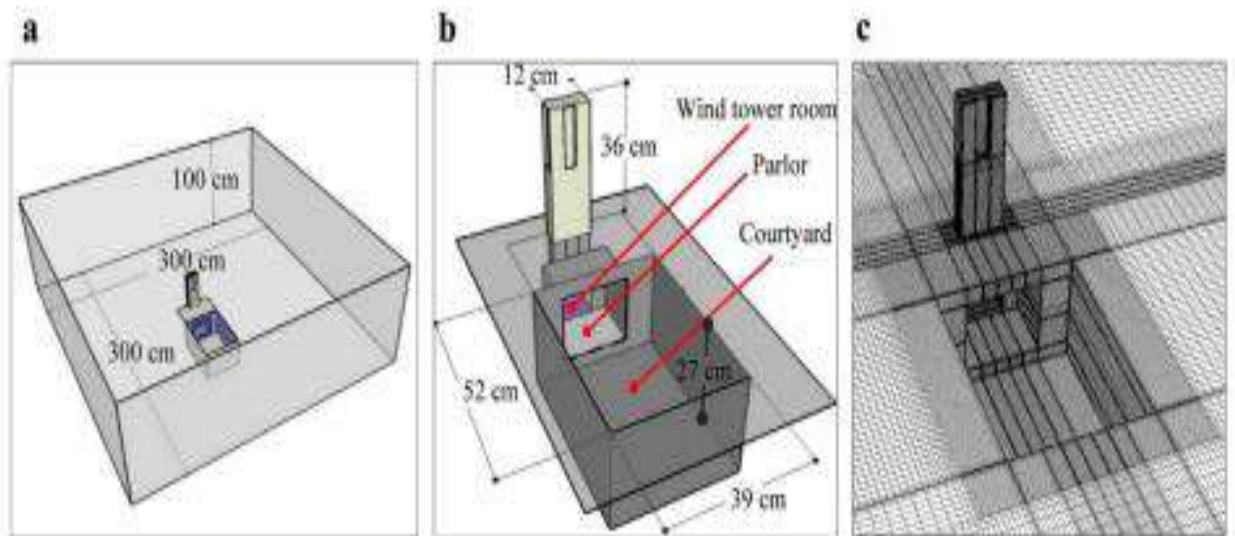 a
b
c
100 cm
300 cm
300 cm
12 cm
Wind tower room
36 cm
Parlor
Courtyard
27 cm
52 cm
39 cm